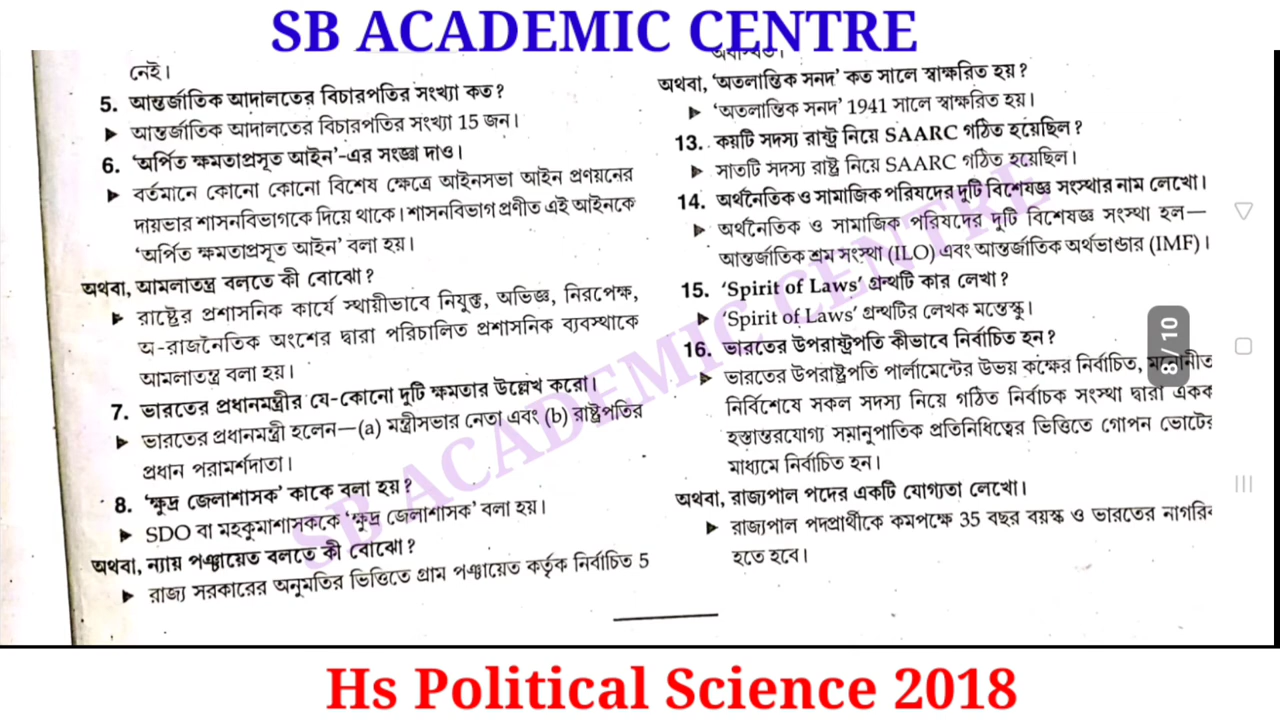 SB ACADEMIC CENTRE
নেই।
5. আন্তর্জাতিক আদালতের বিচারপতির সংখ্যা কত?
► আন্তর্জাতিক আদালতের বিচারপতির সংখ্যা 15 জন।
6. ‘অর্পিত ক্ষমতাপ্রসূত আইন’-এর সংজ্ঞা দাও।
► বর্তমানে কোনো কোনো বিশেষ ক্ষেত্রে আইনসভা আইন প্রণয়নের
দায়ভার শাসনবিভাগকে দিয়ে থাকে। শাসনবিভাগ প্রণীত এই আইনকে
‘অর্পিত ক্ষমতাপ্রসূত আইন’ বলা হয়।
অথবা, আমলাতন্ত্র বলতে কী বোঝো?
► রাষ্ট্রের প্রশাসনিক কার্যে স্থায়ীভাবে নিযুক্ত, অভিজ্ঞ, নিরপেক্ষ,
অ-রাজনৈতিক অংশের দ্বারা পরিচালিত প্রশাসনিক ব্যবস্থাকে
আমলাতন্ত্র বলা হয়।
7. ভারতের প্রধানমন্ত্রীর যে-কোনো দুটি ক্ষমতার উল্লেখ করো।
► ভারতের প্রধানমন্ত্রী হলেন—(a) মন্ত্রীসভার নেতা এবং (b) রাষ্ট্রপতির
প্রধান পরামর্শদাতা।
8. ‘ক্ষুদ্র জেলাশাসক’ কাকে বলা হয়?
► SDO বা মহকুমাশাসককে ‘ক্ষুদ্র জেলাশাসক’ বলা হয়।
অথবা, ন্যায় পঞ্চায়েত বলতে কী বোঝো?
► রাজ্য সরকারের অনুমতির ভিত্তিতে গ্রাম পঞ্চায়েত কর্তৃক নির্বাচিত 5
অথবা, ‘অতলান্তিক সনদ’ কত সালে স্বাক্ষরিত হয়?
► ‘অতলান্তিক সনদ’ 1941 সালে স্বাক্ষরিত হয়।
13. কয়টি সদস্য রাষ্ট্র নিয়ে SAARC গঠিত হয়েছিল?
► সাতটি সদস্য রাষ্ট্র নিয়ে SAARC গঠিত হয়েছিল।
14. অর্থনৈতিক ও সামাজিক পরিষদের দুটি বিশেষজ্ঞ সংস্থার নাম লেখো।
► অর্থনৈতিক ও সামাজিক পরিষদের দুটি বিশেষজ্ঞ সংস্থা হল—
আন্তর্জাতিক শ্রম সংস্থা (ILO) এবং আন্তর্জাতিক অর্থভাণ্ডার (IMF)।
15. ‘Spirit of Laws’ গ্রন্থটি কার লেখা?
► ‘Spirit of Laws’ গ্রন্থটির লেখক মন্তেস্কু।
16. ভারতের উপরাষ্ট্রপতি কীভাবে নির্বাচিত হন?
► ভারতের উপরাষ্ট্রপতি পার্লামেন্টের উভয় কক্ষের নির্বাচিত, মনোনীত
নির্বিশেষে সকল সদস্য নিয়ে গঠিত নির্বাচক সংস্থা দ্বারা একক
হস্তান্তরযোগ্য সমানুপাতিক প্রতিনিধিত্বের ভিত্তিতে গোপন ভোটের
মাধ্যমে নির্বাচিত হন।
অথবা, রাজ্যপাল পদের একটি যোগ্যতা লেখো।
► রাজ্যপাল পদপ্রার্থীকে কমপক্ষে 35 বছর বয়স্ক ও ভারতের নাগরিক
হতে হবে।
8 / 10
SB ACADEMIC CENTRE
Hs Political Science 2018